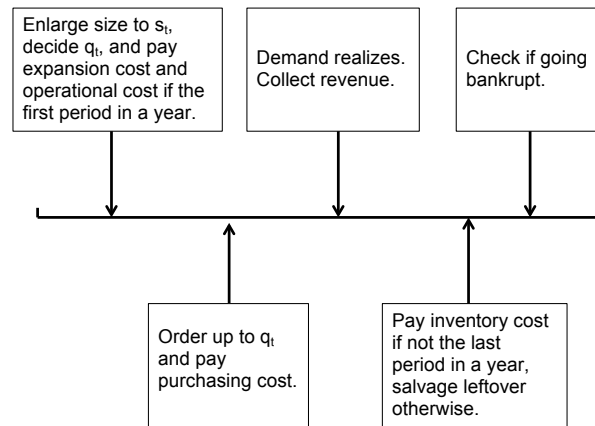 Enlarge size to sₜ,
decide qₜ, and pay
expansion cost and
operational cost if the
first period in a year.
Demand realizes.
Collect revenue.
Check if going
bankrupt.
Order up to qₜ
and pay
purchasing cost.
Pay inventory cost
if not the last
period in a year,
salvage leftover
otherwise.